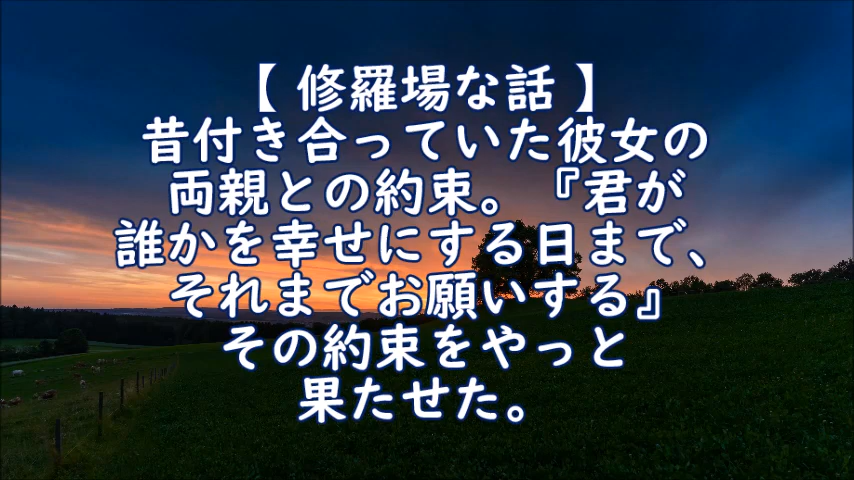 【 修羅場な話 】
昔付き合っていた彼女の
両親との約束。『君が
誰かを幸せにする日まで、
それまでお願いする』
その約束をやっと
果たせた。